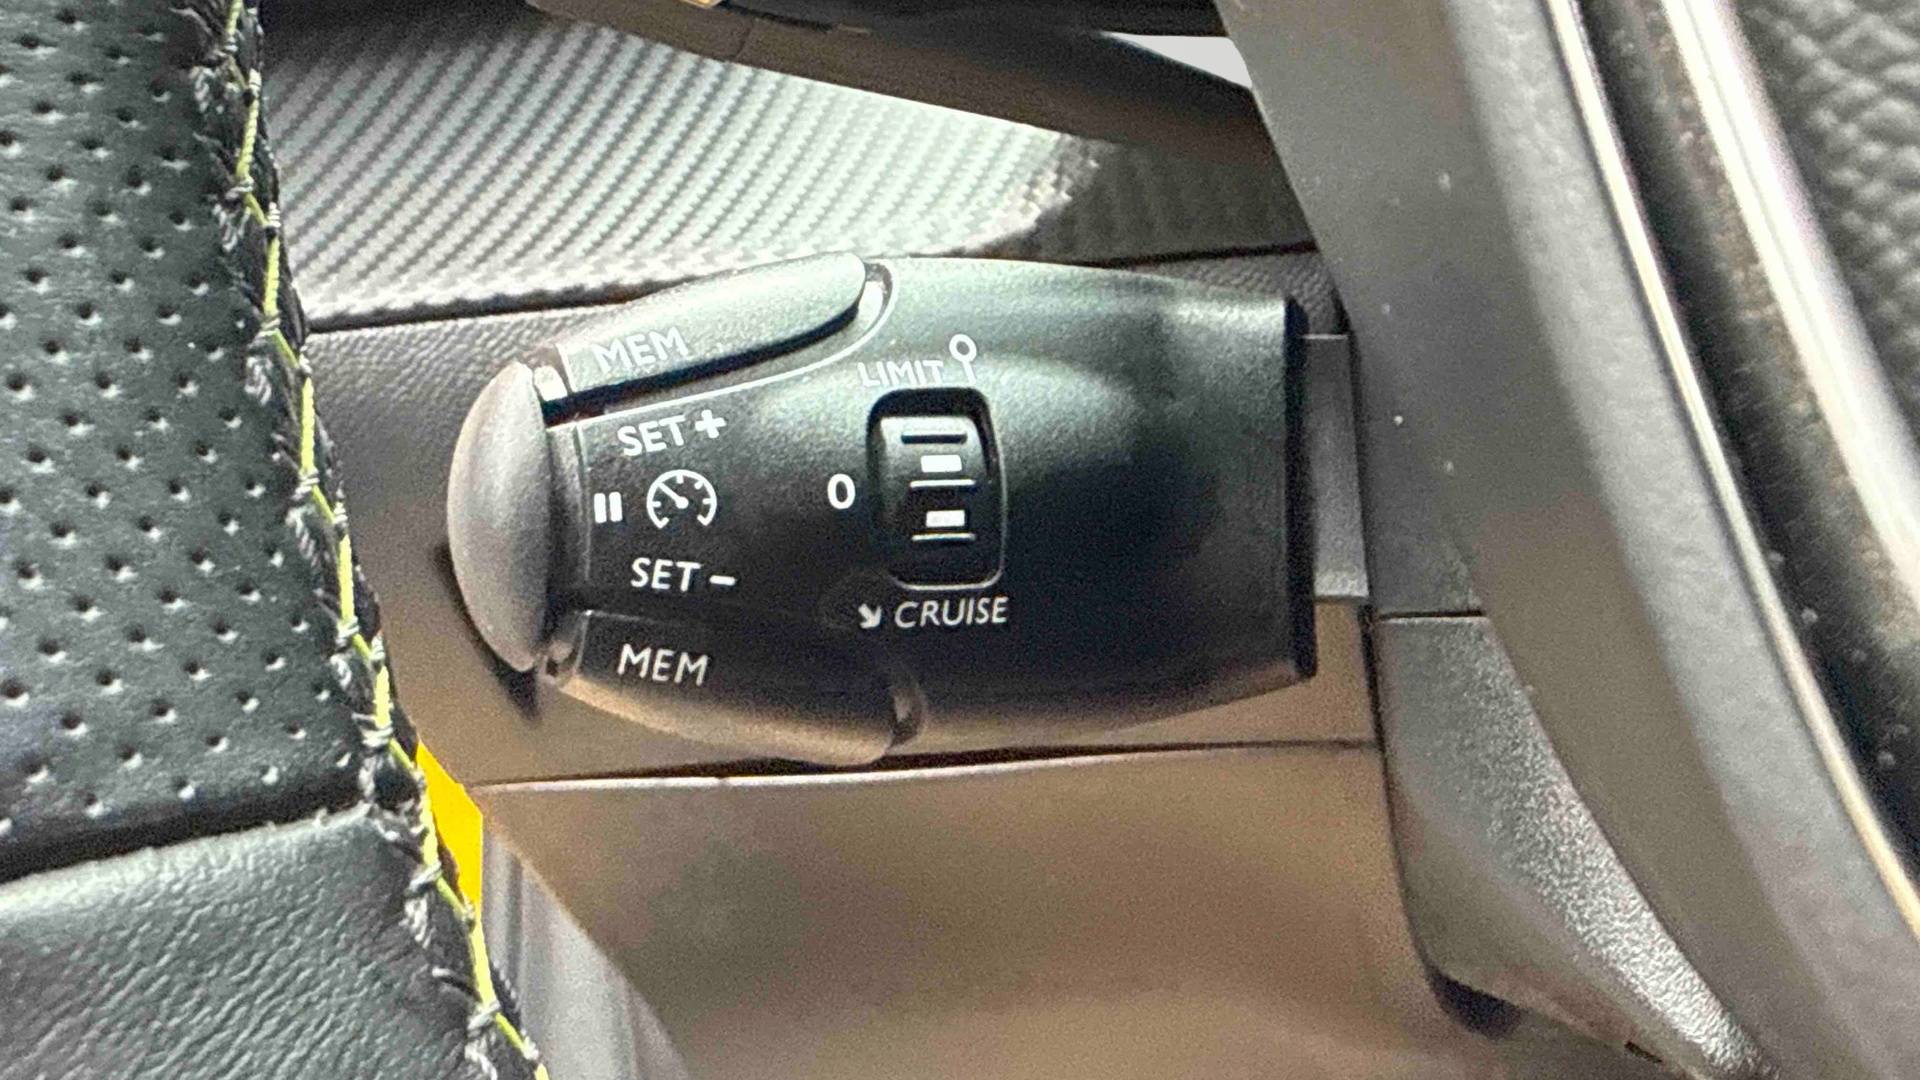 MEM
LIMIT
SET +
0
SET -
CRUISE
MEM